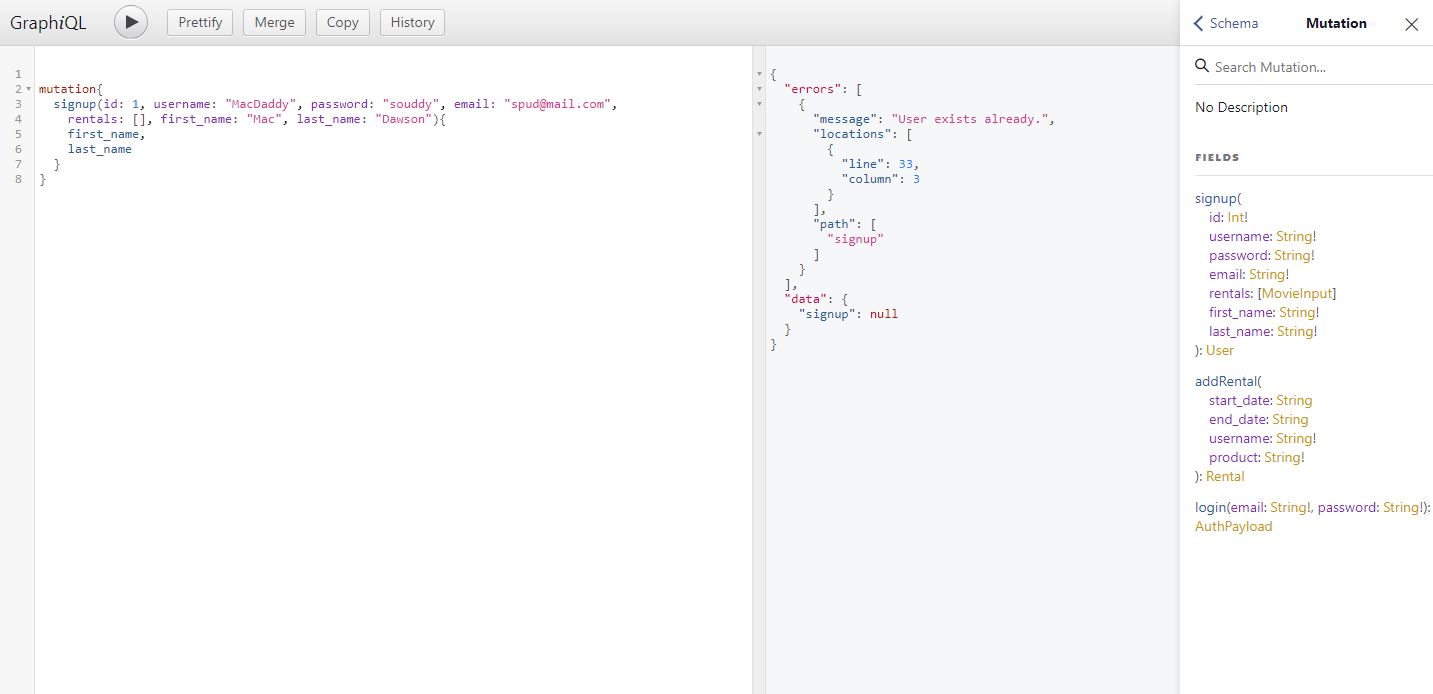 GraphiQL Prettify Merge Copy History
1
2 mutation{
3 signup(id: 1, username: "MacDaddy", password: "souddy", email: "spud@mail.com",
4 rentals: [], first_name: "Mac", last_name: "Dawson"){
5 first_name,
6 last_name
7 }
8 }
{
"errors": [
{
"message": "User exists already.",
"locations": [
{
"line": 33,
"column": 3
}
],
"path": [
"signup"
]
}
],
"data": {
"signup": null
}
}
Schema Mutation
Search Mutation...
No Description
FIELDS
signup(
id: Int!
username: String!
password: String!
email: String!
rentals: [MovieInput]
first_name: String!
last_name: String!
): User
addRental(
start_date: String
end_date: String
username: String!
product: String!
): Rental
login(email: String!, password: String!):
AuthPayload